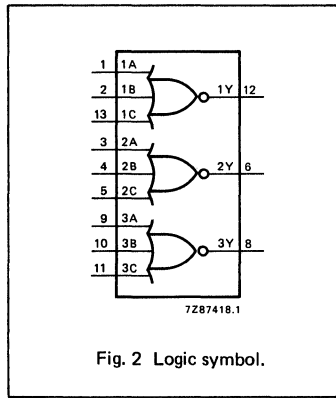 1 1A
2 1B 1Y 12
13 1C
3 2A
4 2B 2Y 6
5 2C
9 3A
10 3B 3Y 8
11 3C
7Z87418.1
Fig. 2 Logic symbol.